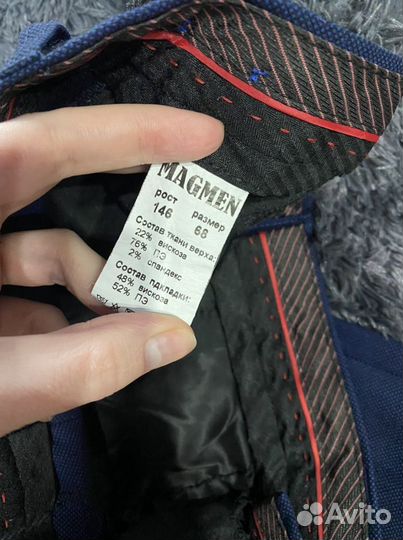 MAGMEN
рост размер
146 68
Состав ткани верха:
22% вискоза
76% ПЭ
2% спандекс
Состав пдкладки:
48% вискоза
52% ПЭ
Avito